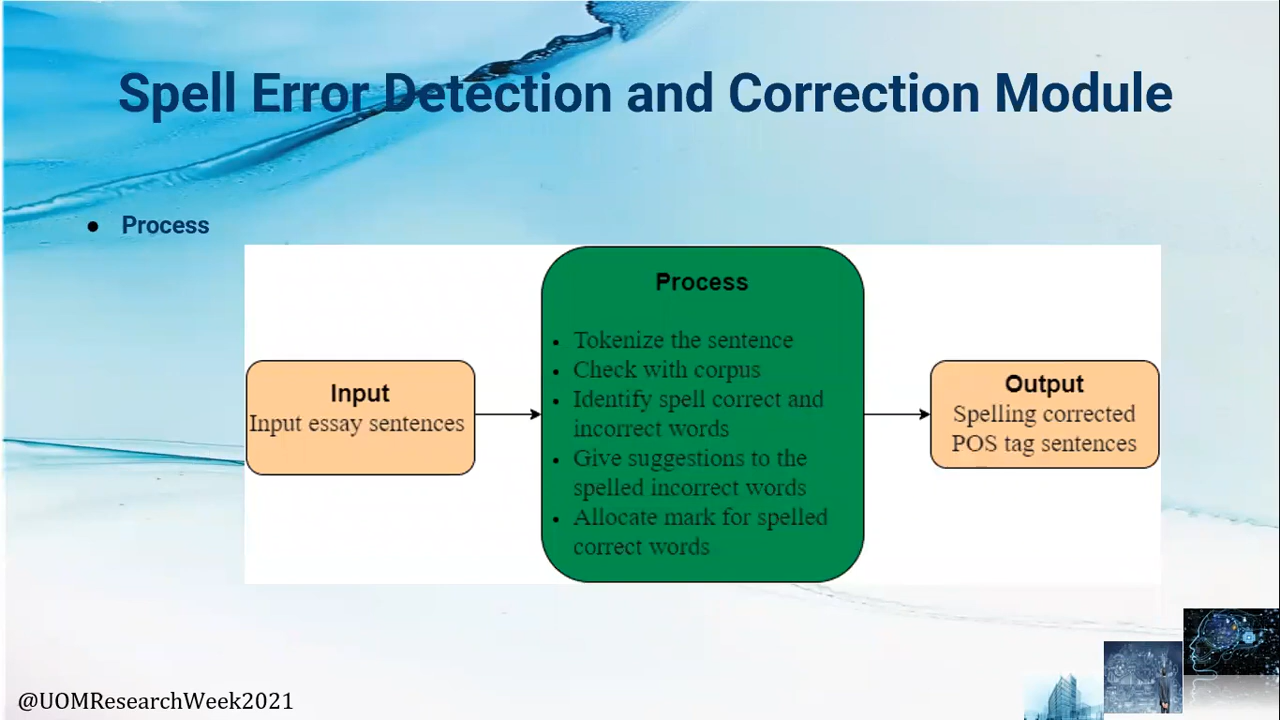 Spell Error Detection and Correction Module
● Process
Input
Input essay sentences
Process
• Tokenize the sentence
• Check with corpus
• Identify spell correct and
incorrect words
• Give suggestions to the
spelled incorrect words
• Allocate mark for spelled
correct words
Output
Spelling corrected
POS tag sentences
@UOMResearchWeek2021